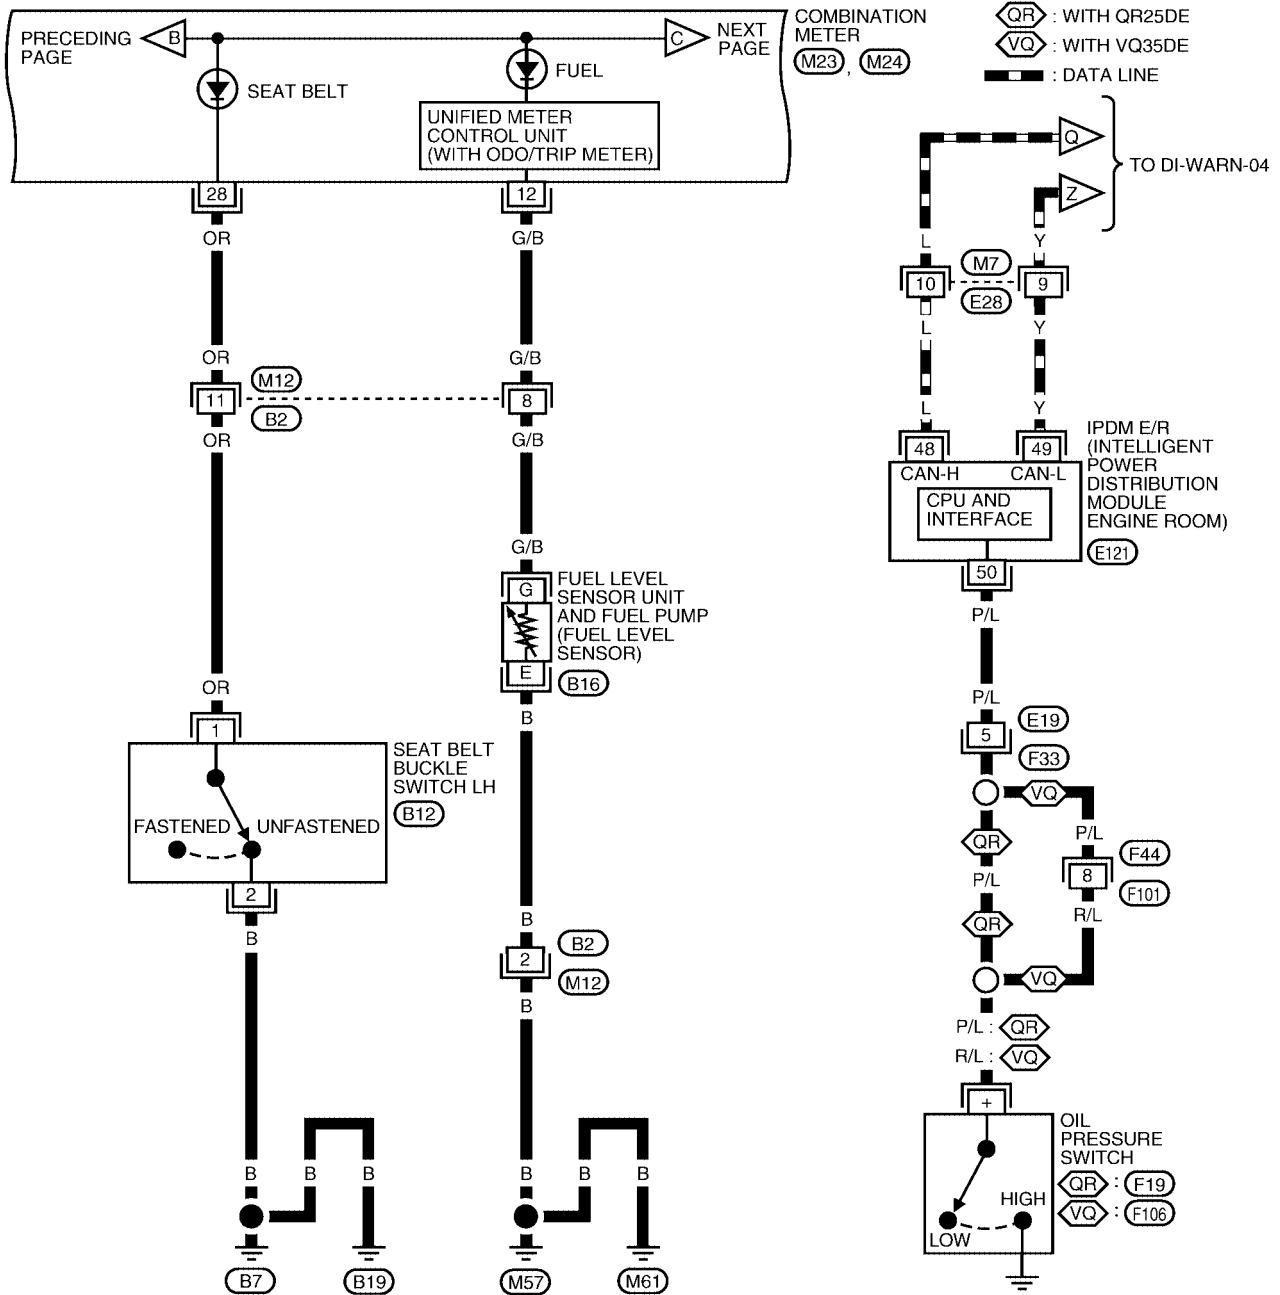 PRECEDING
PAGE
B
SEAT BELT
FUEL
UNIFIED METER
CONTROL UNIT
(WITH ODO/TRIP METER)
C
NEXT
PAGE
COMBINATION
METER
M23 , M24
QR : WITH QR25DE
VQ : WITH VQ35DE
: DATA LINE
Q
Z
TO DI-WARN-04
28
12
OR
G/B
L
Y
10
M7
9
E28
L
Y
OR
G/B
11
M12
B2
8
OR
G/B
L
Y
48
49
CAN-H
CAN-L
CPU AND
INTERFACE
IPDM E/R
(INTELLIGENT
POWER
DISTRIBUTION
MODULE
ENGINE ROOM)
E121
50
P/L
G/B
G
E
FUEL LEVEL
SENSOR UNIT
AND FUEL PUMP
(FUEL LEVEL
SENSOR)
B16
OR
B
P/L
5
E19
F33
1
SEAT BELT
BUCKLE
SWITCH LH
B12
FASTENED
UNFASTENED
2
B
VQ
QR
P/L
P/L
8
F44
F101
QR
R/L
VQ
B
2
B2
M12
B
P/L : QR
R/L : VQ
+
OIL
PRESSURE
SWITCH
QR : F19
VQ : F106
HIGH
LOW
B
B
B
B
B
B
B7
B19
M57
M61